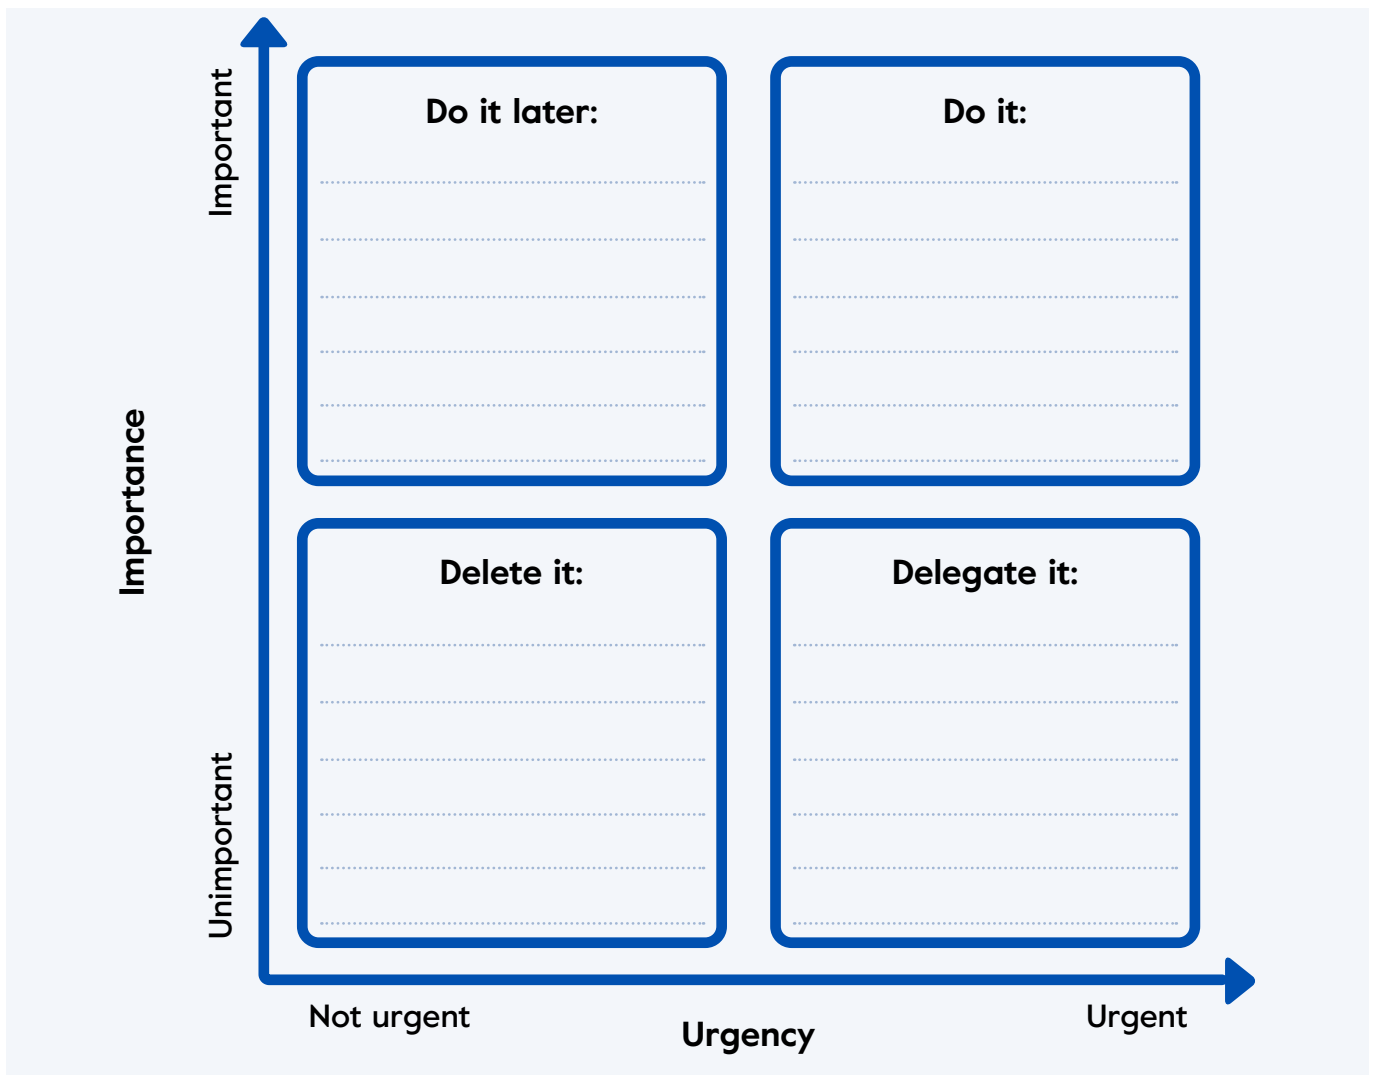 Important
Do it later:
Do it:
Importance
Delete it:
Delegate it:
Unimportant
Not urgent
Urgent
Urgency